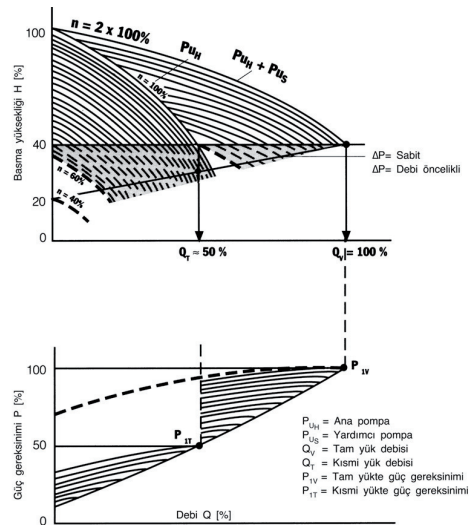 n = 2 x 100%
100
Pu_H
Pu_H + Pu_S
n = 100%
Basma yüksekliği H [%]
40
n = 60%
ΔP= Sabit
ΔP= Debi öncelikli
20
n = 40%
0
Q_T ≈ 50 %
Q_V = 100 %
100
P_1V
Güç gereksinimi P [%]
50
P_1T
P_UH = Ana pompa
P_US = Yardımcı pompa
Q_V = Tam yük debisi
Q_T = Kısmi yük debisi
P_1V = Tam yükte güç gereksinimi
P_1T = Kısmi yükte güç gereksinimi
0
Debi Q [%]